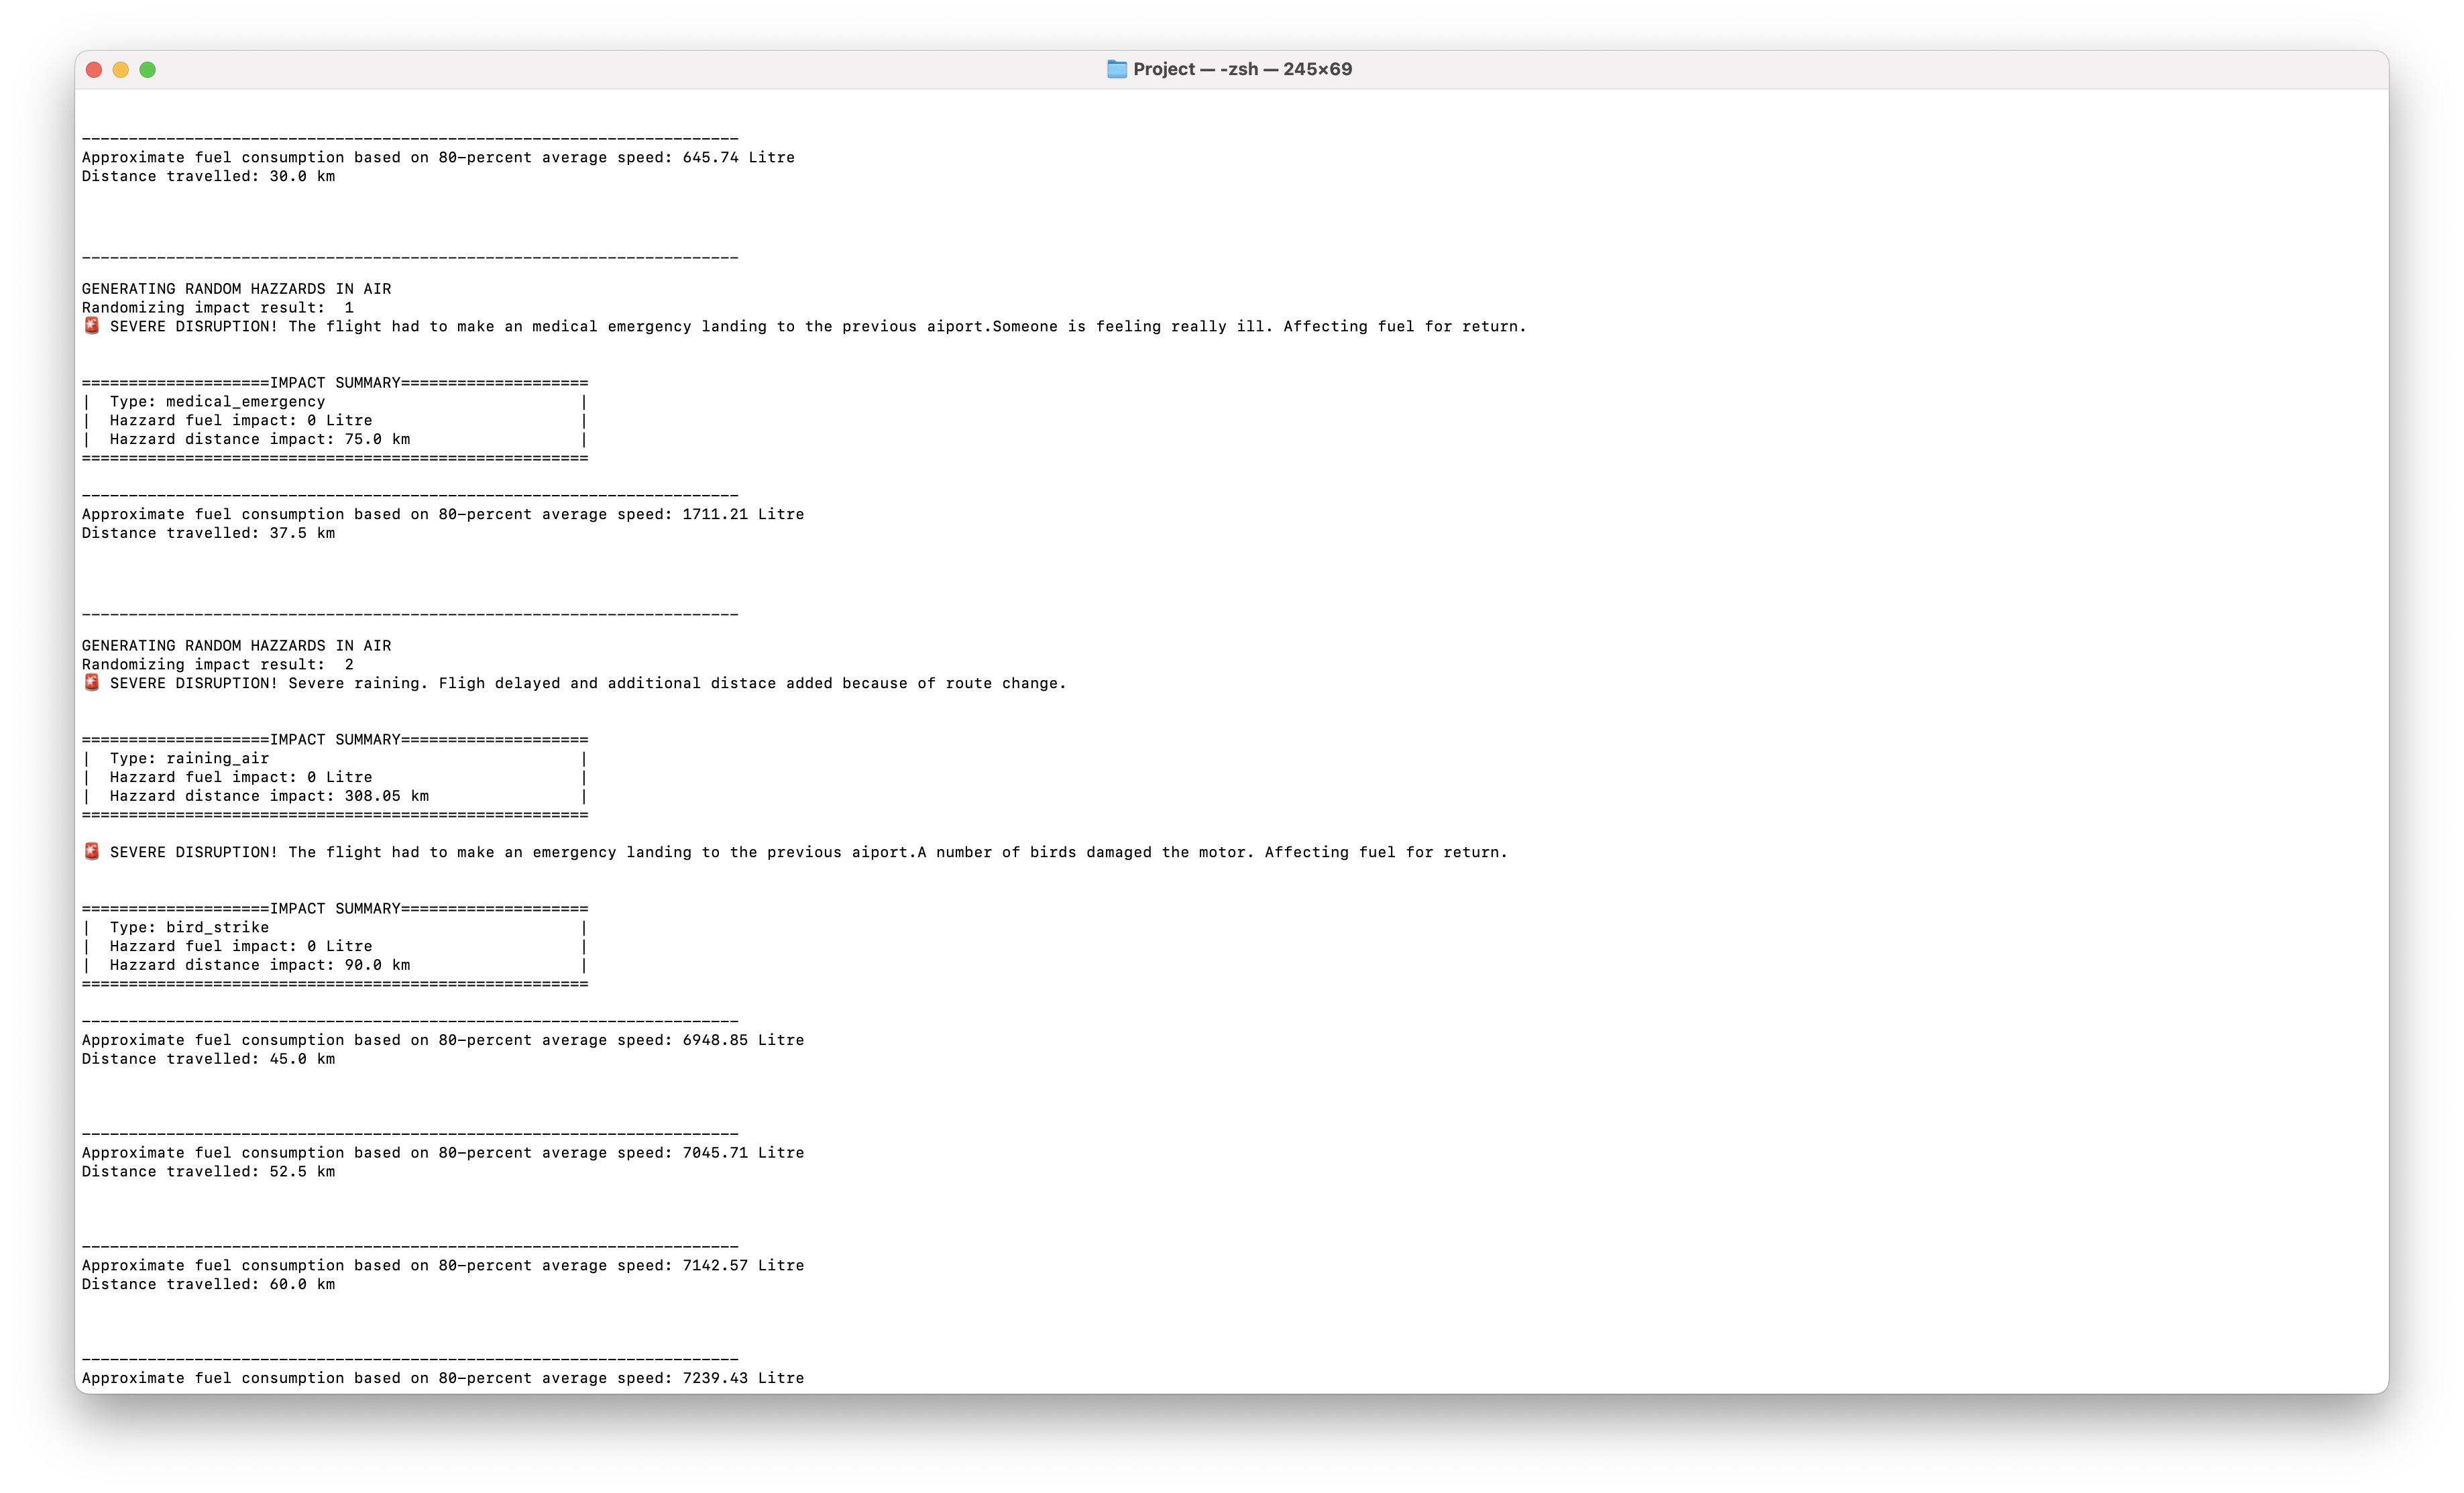 Project — -zsh — 245×69
----------------------------------------------------------------------
Approximate fuel consumption based on 80-percent average speed: 645.74 Litre
Distance travelled: 30.0 km
----------------------------------------------------------------------
GENERATING RANDOM HAZZARDS IN AIR
Randomizing impact result:  1
🚨 SEVERE DISRUPTION! The flight had to make an medical emergency landing to the previous aiport.Someone is feeling really ill. Affecting fuel for return.
====================IMPACT SUMMARY====================
|  Type: medical_emergency                           |
|  Hazzard fuel impact: 0 Litre                      |
|  Hazzard distance impact: 75.0 km                  |
======================================================
----------------------------------------------------------------------
Approximate fuel consumption based on 80-percent average speed: 1711.21 Litre
Distance travelled: 37.5 km
----------------------------------------------------------------------
GENERATING RANDOM HAZZARDS IN AIR
Randomizing impact result:  2
🚨 SEVERE DISRUPTION! Severe raining. Fligh delayed and additional distace added because of route change.
====================IMPACT SUMMARY====================
|  Type: raining_air                                 |
|  Hazzard fuel impact: 0 Litre                      |
|  Hazzard distance impact: 308.05 km                |
======================================================
🚨 SEVERE DISRUPTION! The flight had to make an emergency landing to the previous aiport.A number of birds damaged the motor. Affecting fuel for return.
====================IMPACT SUMMARY====================
|  Type: bird_strike                                 |
|  Hazzard fuel impact: 0 Litre                      |
|  Hazzard distance impact: 90.0 km                  |
======================================================
----------------------------------------------------------------------
Approximate fuel consumption based on 80-percent average speed: 6948.85 Litre
Distance travelled: 45.0 km
----------------------------------------------------------------------
Approximate fuel consumption based on 80-percent average speed: 7045.71 Litre
Distance travelled: 52.5 km
----------------------------------------------------------------------
Approximate fuel consumption based on 80-percent average speed: 7142.57 Litre
Distance travelled: 60.0 km
----------------------------------------------------------------------
Approximate fuel consumption based on 80-percent average speed: 7239.43 Litre